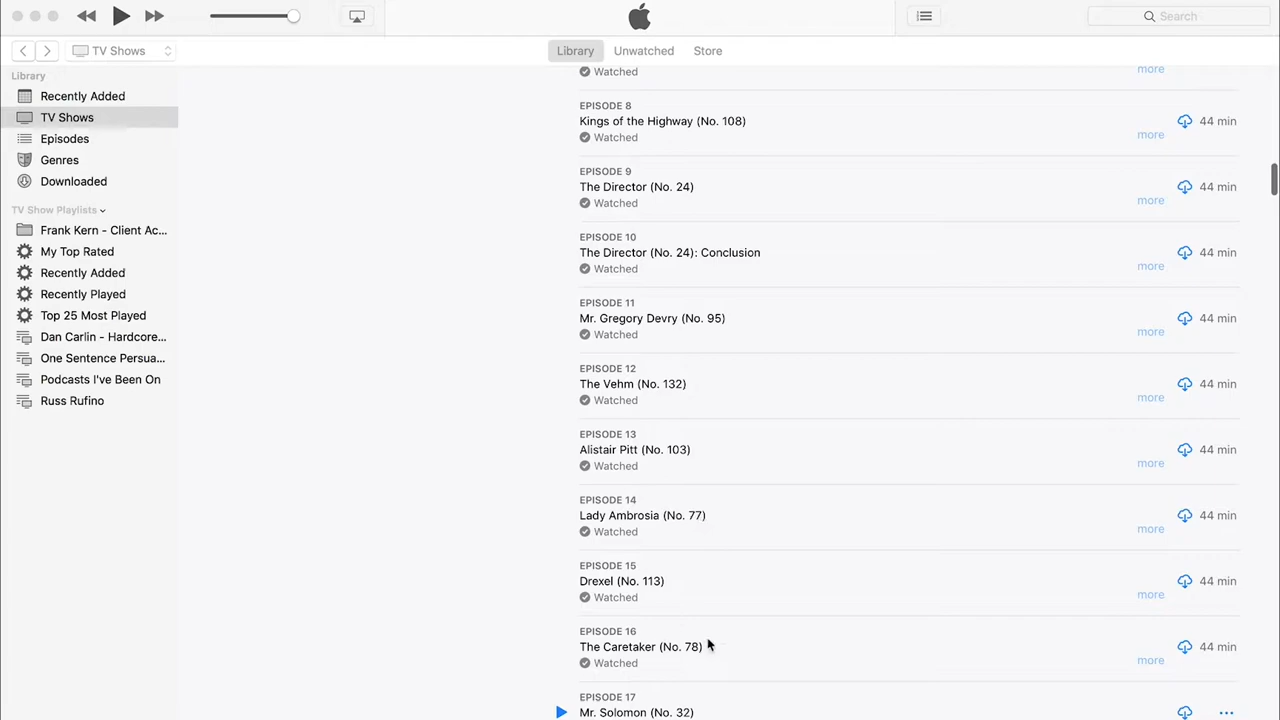 Search
TV Shows
Library
Unwatched
Store
Library
Recently Added
TV Shows
Episodes
Genres
Downloaded
TV Show Playlists
Frank Kern - Client Ac...
My Top Rated
Recently Added
Recently Played
Top 25 Most Played
Dan Carlin - Hardcore...
One Sentence Persua...
Podcasts I've Been On
Russ Rufino
Watched
more
EPISODE 8
Kings of the Highway (No. 108)
44 min
Watched
more
EPISODE 9
The Director (No. 24)
44 min
Watched
more
EPISODE 10
The Director (No. 24): Conclusion
44 min
Watched
more
EPISODE 11
Mr. Gregory Devry (No. 95)
44 min
Watched
more
EPISODE 12
The Vehm (No. 132)
44 min
Watched
more
EPISODE 13
Alistair Pitt (No. 103)
44 min
Watched
more
EPISODE 14
Lady Ambrosia (No. 77)
44 min
Watched
more
EPISODE 15
Drexel (No. 113)
44 min
Watched
more
EPISODE 16
The Caretaker (No. 78)
44 min
Watched
more
EPISODE 17
Mr. Solomon (No. 32)